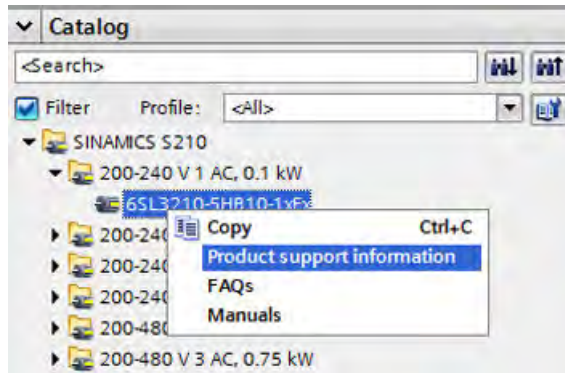 Catalog
<Search>
Filter Profile: <All>
SINAMICS S210
200-240 V 1 AC, 0.1 kW
6SL3210-5HB10-1xFx
Copy Ctrl+C
200-240
Product support information
200-240
FAQs
200-240
Manuals
200-480
200-480 V 3 AC, 0.75 kW